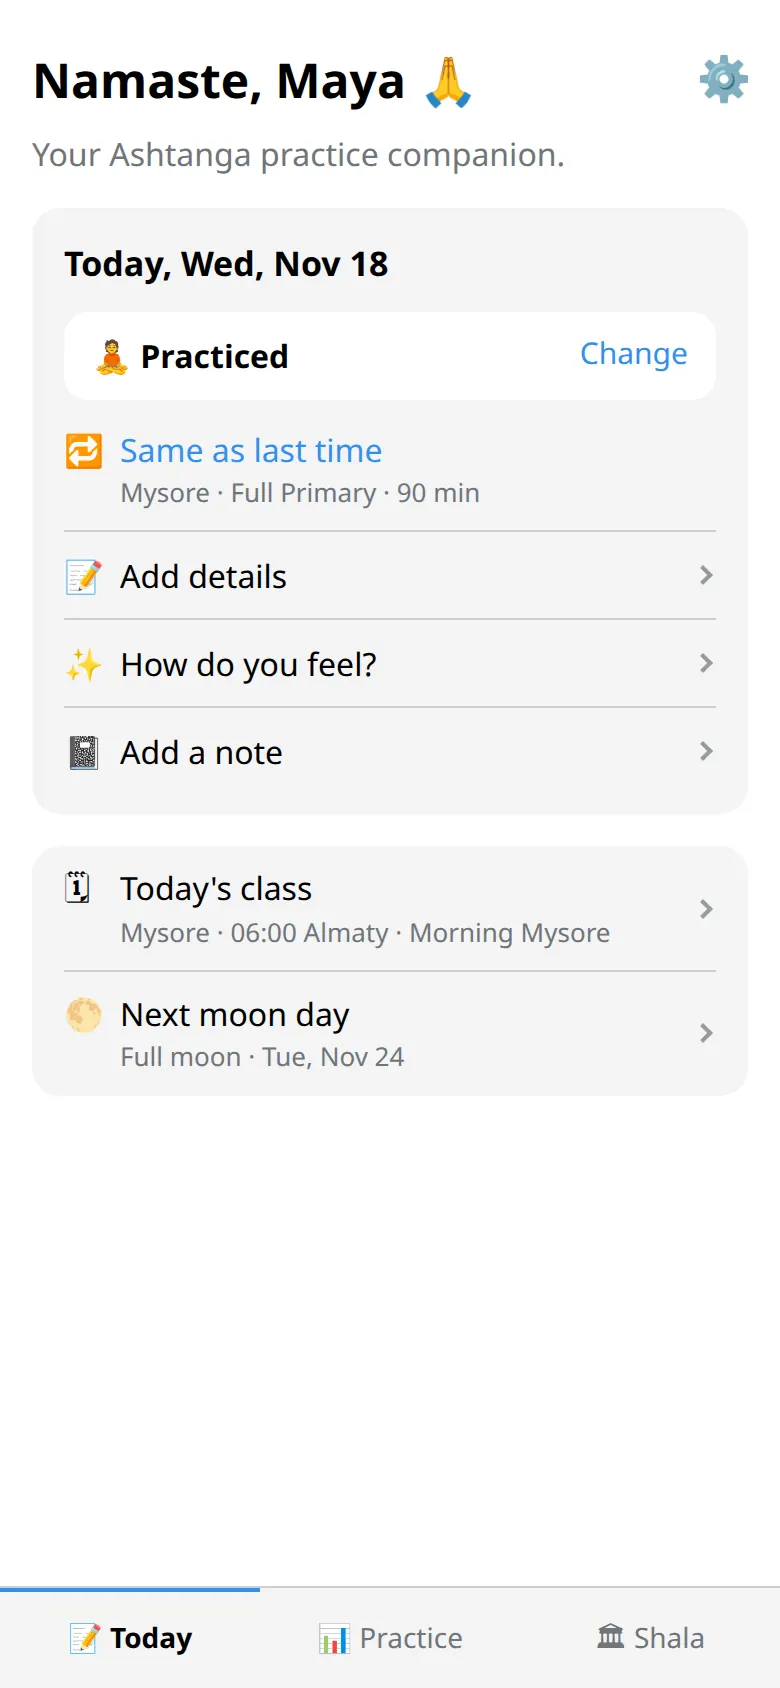 Namaste, Maya 🙏
Your Ashtanga practice companion.
Today, Wed, Nov 18
Practiced
Change
Same as last time
Mysore · Full Primary · 90 min
Add details
How do you feel?
Add a note
Today's class
Mysore · 06:00 Almaty · Morning Mysore
Next moon day
Full moon · Tue, Nov 24
Today
Practice
Shala